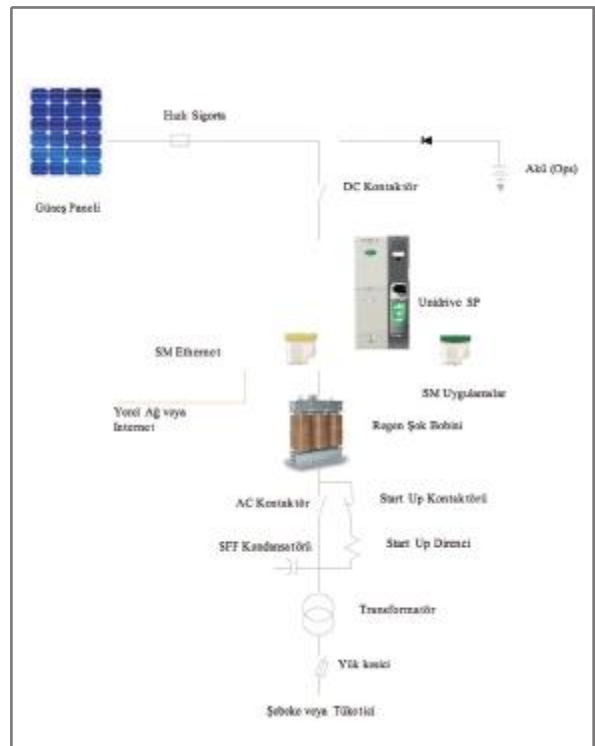 Hızlı Sigorta
Akü (Ops)
DC Kontaktör
Güneş Paneli
Unidrive SP
SM Ethernet
SM Uygulamalar
Yerel Ağ veya
Internet
Regen Şok Bobini
AC Kontaktör
Start Up Kontaktörü
SFF Kondansatörü
Start Up Direnci
Transformatör
Yük kesici
Şebeke veya Tüketici